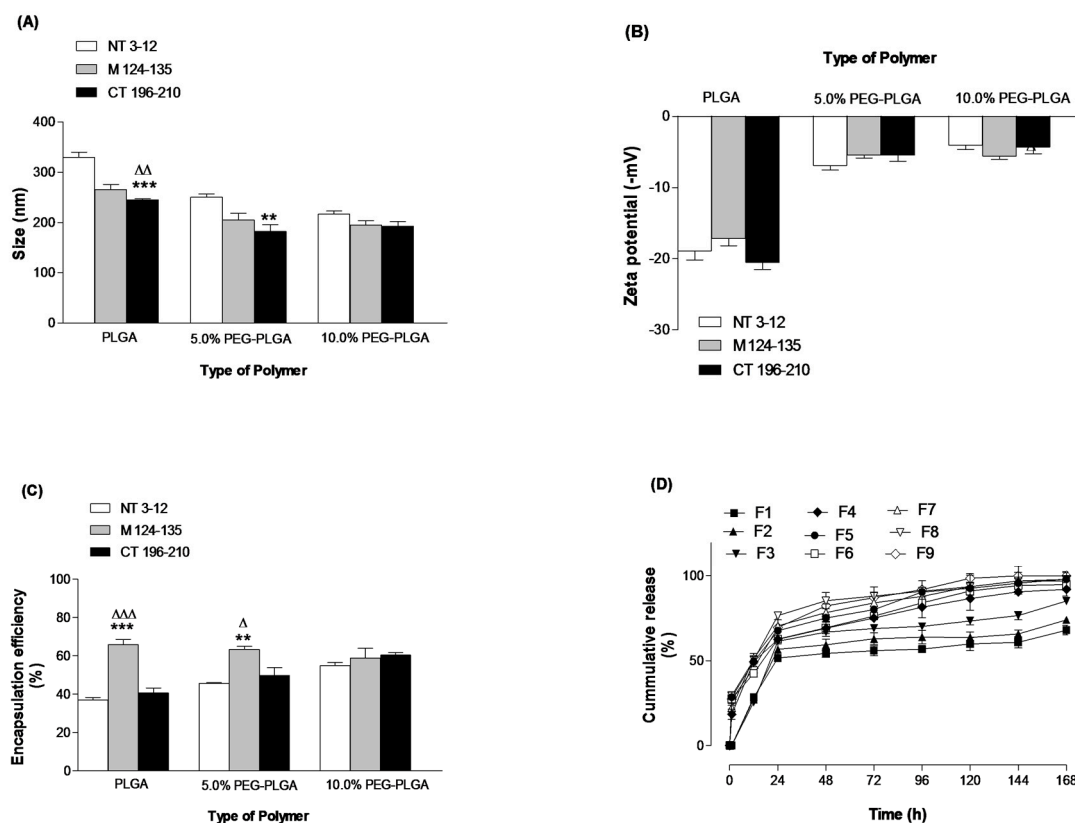 (A)
NT 3-12
M 124-135
CT 196-210
400
300
200
100
0
Size (nm)
ΔΔ
***
**
PLGA
5.0% PEG-PLGA
10.0% PEG-PLGA
Type of Polymer
(B)
Type of Polymer
PLGA
5.0% PEG-PLGA
10.0% PEG-PLGA
0
-10
-20
-30
Zeta potential (-mV)
NT 3-12
M 124-135
CT 196-210
(C)
NT 3-12
M 124-135
CT 196-210
100
80
60
40
20
0
Encapsulation efficiency
(%)
ΔΔΔ
***
Δ
**
PLGA
5.0% PEG-PLGA
10.0% PEG-PLGA
Type of Polymer
(D)
F1
F2
F3
F4
F5
F6
F7
F8
F9
100
50
0
Cummulative release
(%)
0 24 48 72 96 120 144 168
Time (h)